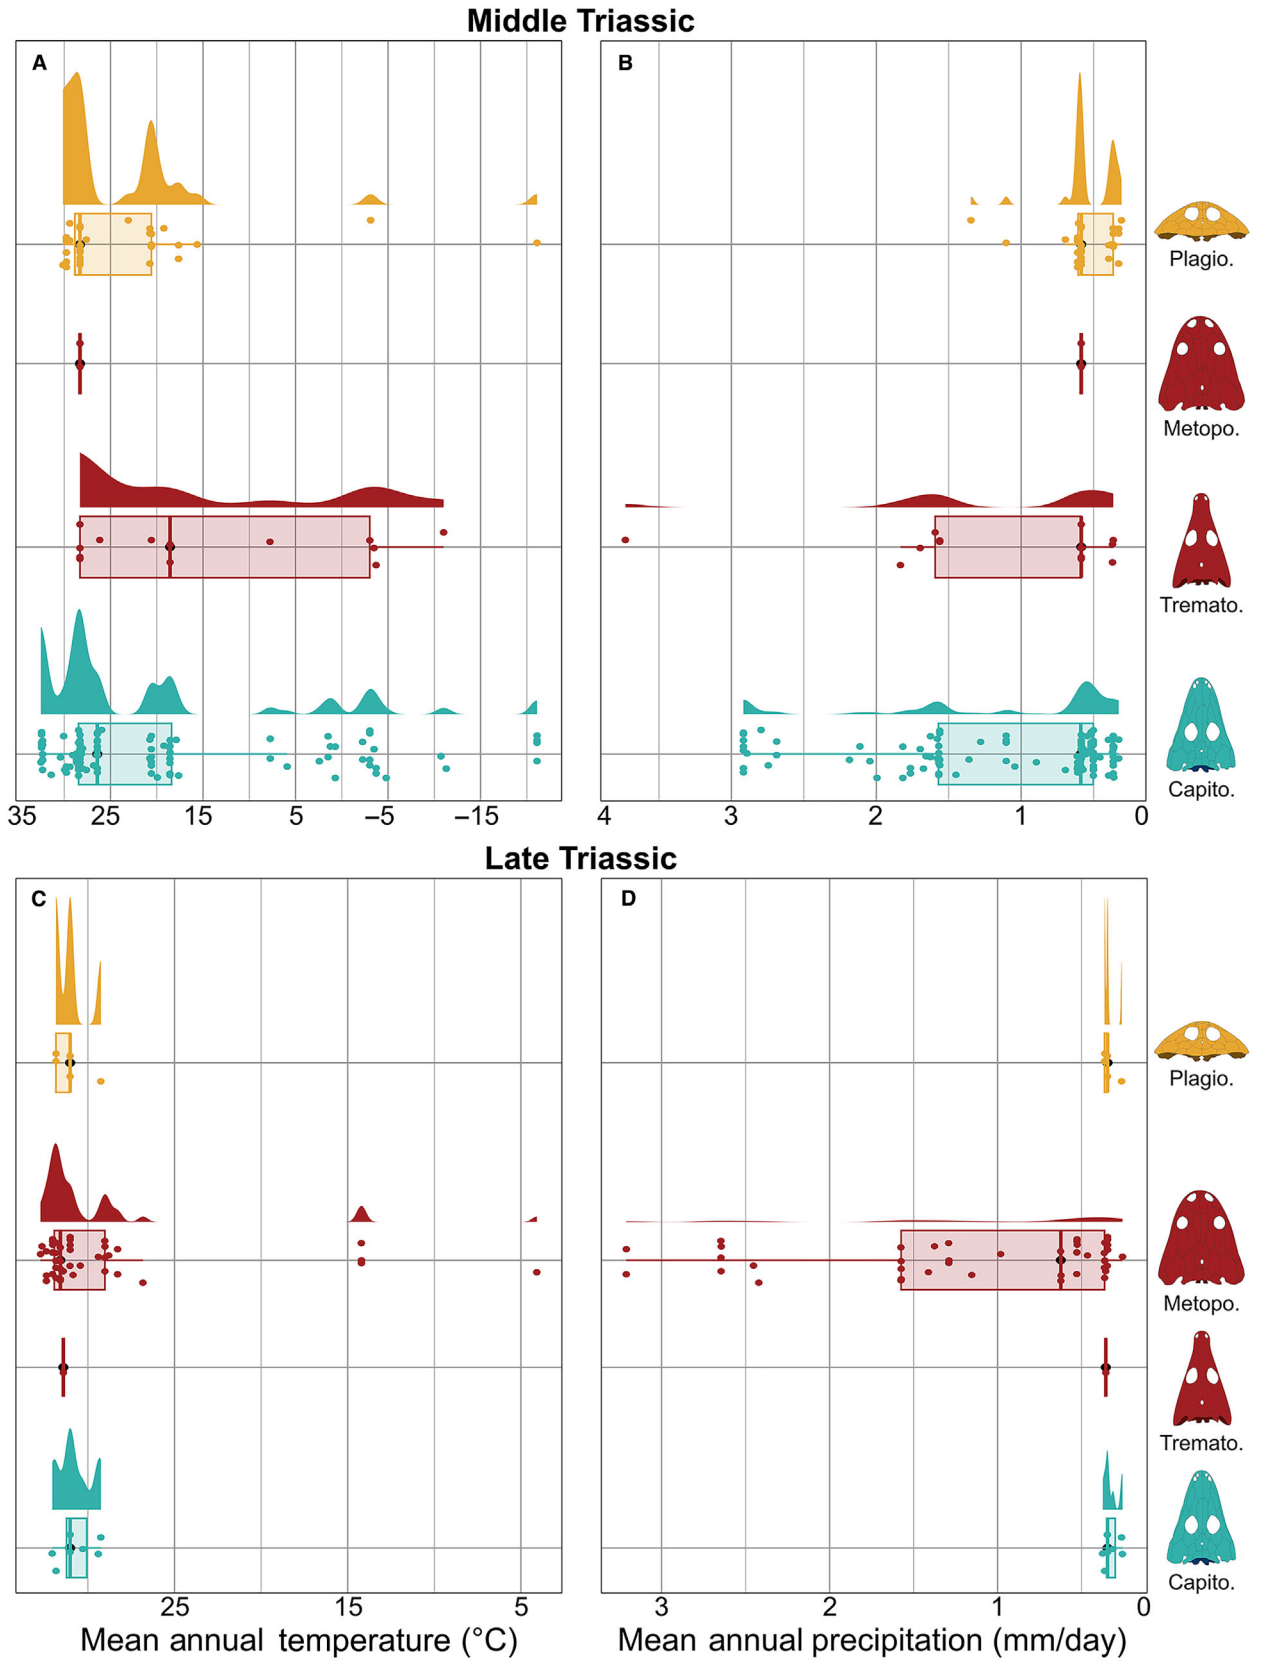 Middle Triassic
A
B
Plagio.
Metopo.
Tremato.
Capito.
35 25 15 5 –5 –15
4 3 2 1 0
Late Triassic
C
D
Plagio.
Metopo.
Tremato.
Capito.
25 15 5
3 2 1 0
Mean annual temperature (°C)
Mean annual precipitation (mm/day)